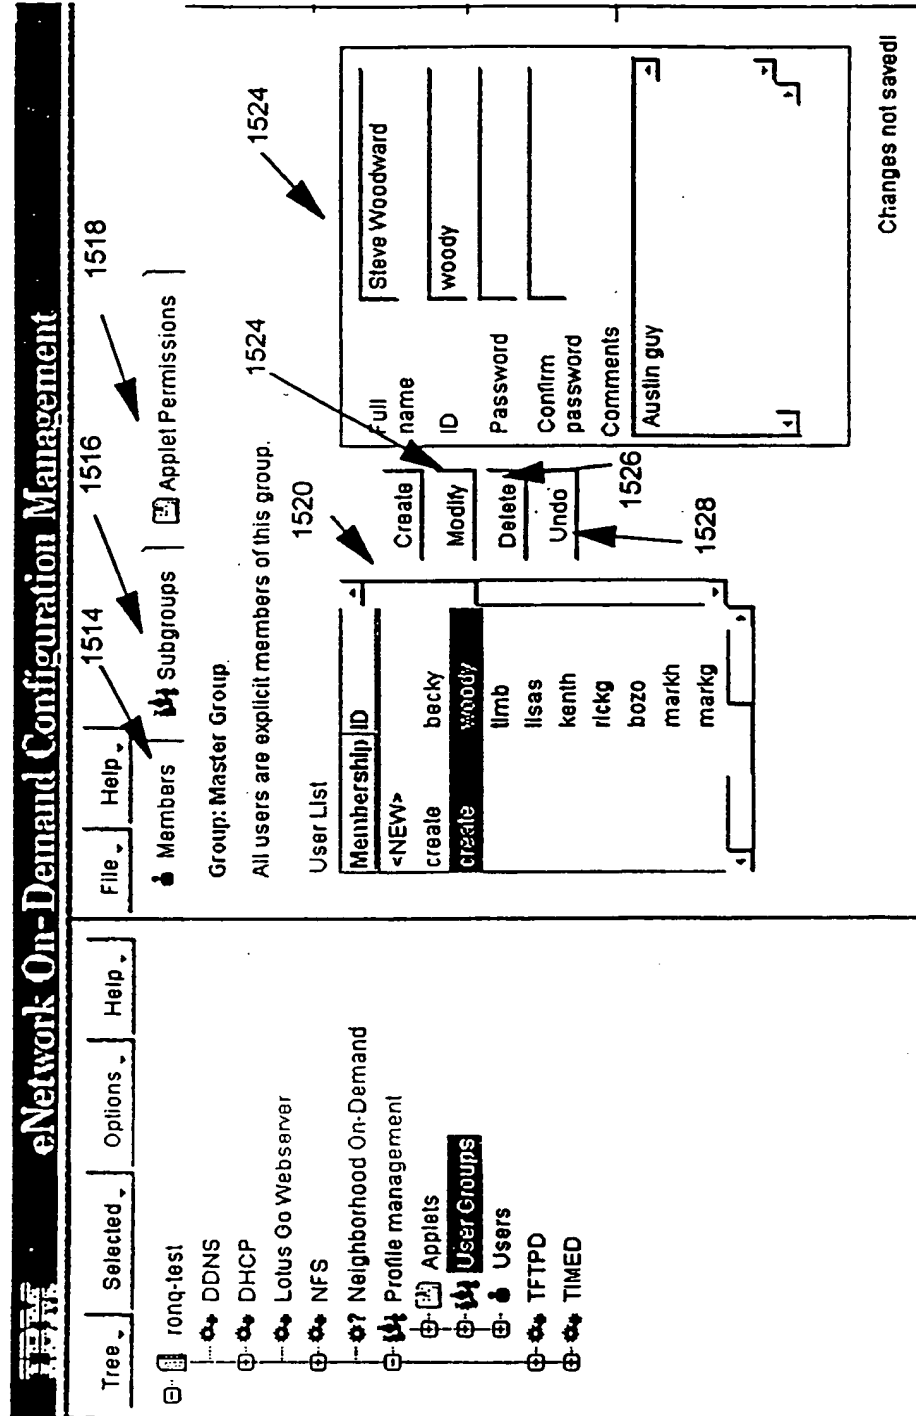 IBM eNetwork On-Demand Configuration Management
Tree Selected Options Help
ronq-test
DDNS
DHCP
Lotus Go Webserver
NFS
? Neighborhood On-Demand
Profile management
Applets
User Groups
Users
TFTPD
TIMED
File Help
1514
1516
1518
Members Subgroups Applet Permissions
Group: Master Group
All users are explicit members of this group.
User List
1520
Membership ID
<NEW>
create becky
create woody
timb
lisas
kenth
rickg
bozo
markh
markg
1524
Create
Modify
Delete
Undo
1526
1528
1524
Full name Steve Woodward
ID woody
Password
Confirm password
Comments
Austin guy
Changes not saved!